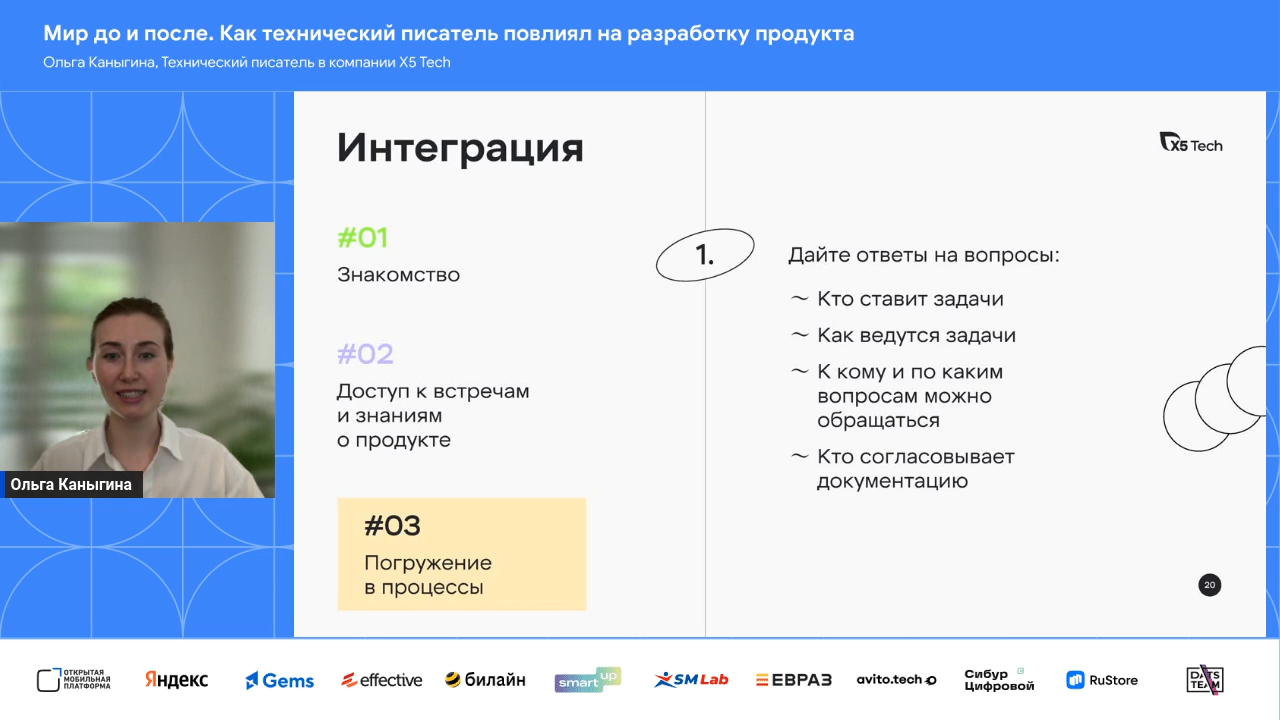 Мир до и после. Как технический писатель повлиял на разработку продукта
Ольга Каныгина, Технический писатель в компании X5 Tech
Интеграция
X5 Tech
#01
Знакомство
#02
Доступ к встречам
и знаниям
о продукте
#03
Погружение
в процессы
1.
Дайте ответы на вопросы:
~ Кто ставит задачи
~ Как ведутся задачи
~ К кому и по каким
вопросам можно
обращаться
~ Кто согласовывает
документацию
20
Ольга Каныгина
ОТКРЫТАЯ
МОБИЛЬНАЯ
ПЛАТФОРМА
Яндекс
Gems
effective
билайн
smart up
SM Lab
ЕВРАЗ
avito.tech
Сибур
Цифровой
RuStore
DATS
TEAM